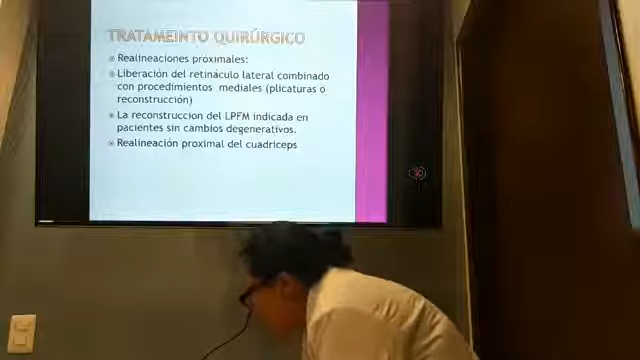 TRATAMEINTO QUIRÚRGICO
Realineaciones proximales:
Liberación del retináculo lateral combinado
con procedimientos mediales (plicaturas o
reconstrucción)
La reconstruccion del LPFM indicada en
pacientes sin cambios degenerativos.
Realineación proximal del cuadriceps